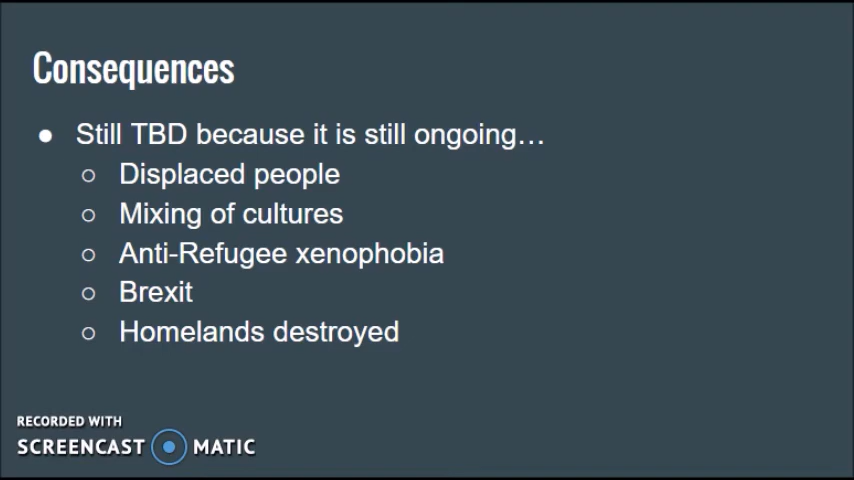 Consequences
● Still TBD because it is still ongoing…
○ Displaced people
○ Mixing of cultures
○ Anti-Refugee xenophobia
○ Brexit
○ Homelands destroyed
RECORDED WITH
SCREENCAST MATIC